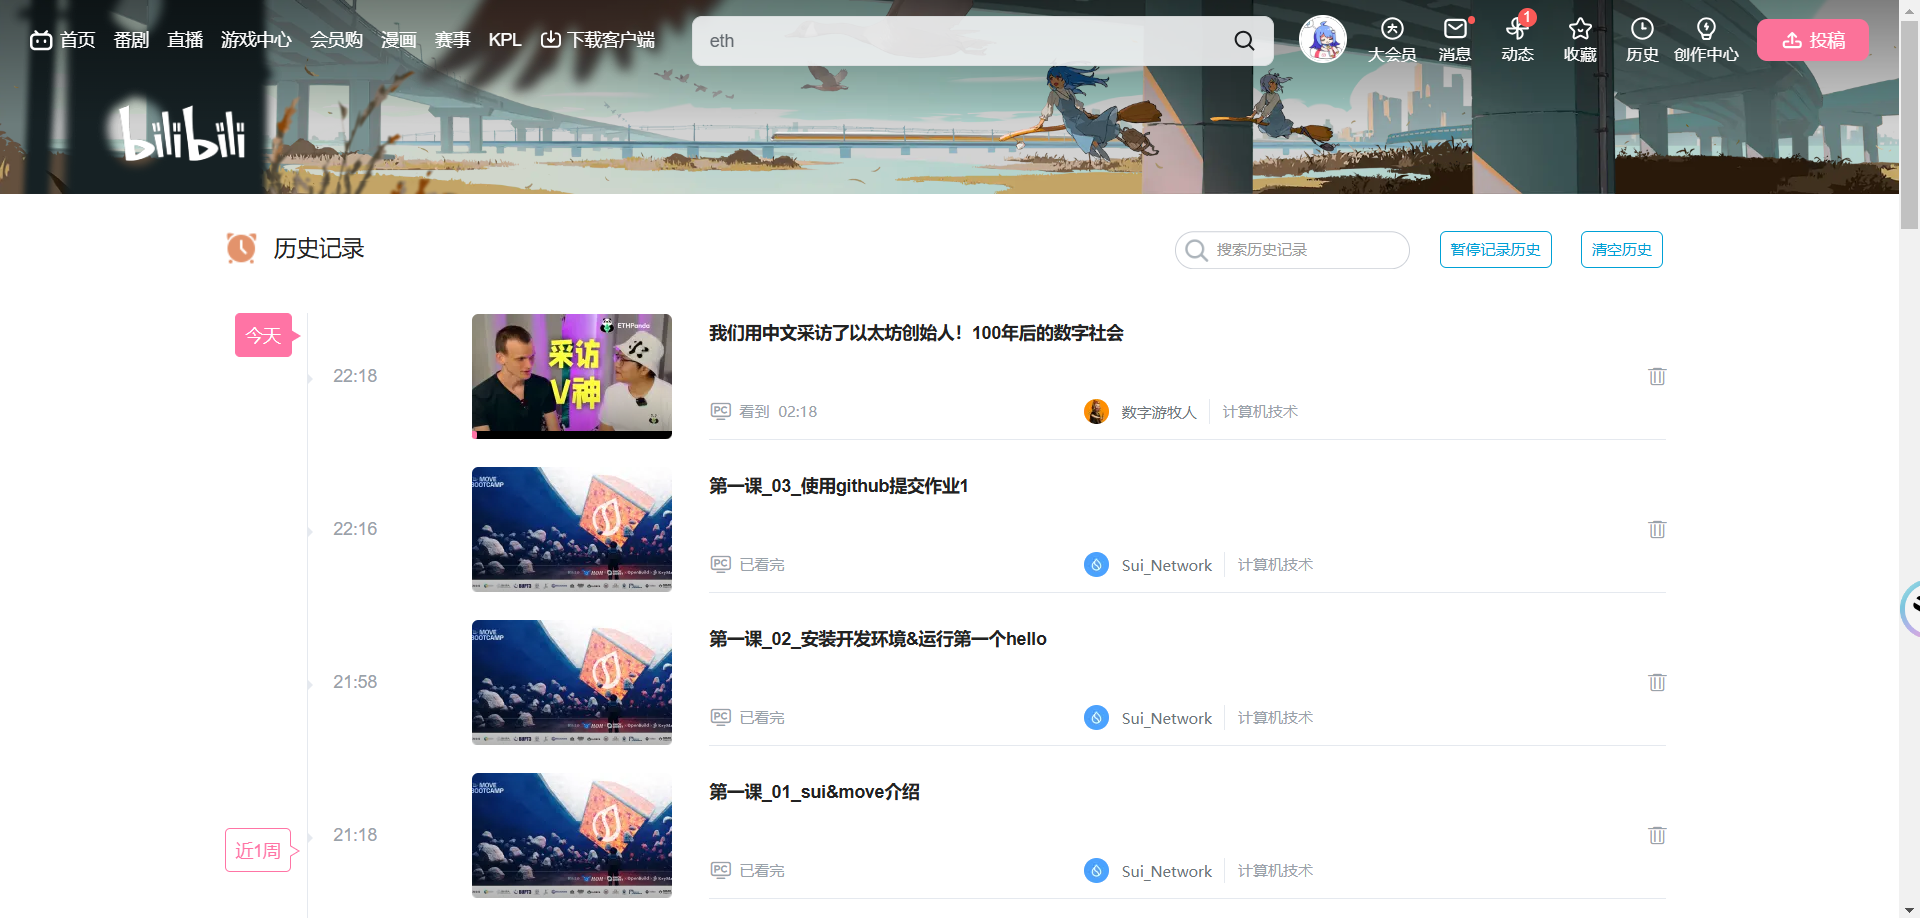 首页 番剧 直播 游戏中心 会员购 漫画 赛事 KPL 下载客户端
eth
大会员 消息 动态 1 收藏 历史 创作中心 投稿
bilibili
历史记录
搜索历史记录
暂停记录历史 清空历史
今天
22:18
ETHPanda
采访
V神
我们用中文采访了以太坊创始人！100年后的数字社会
PC 看到 02:18
数字游牧人 计算机技术
22:16
MOVE
BOOTCAMP
第一课_03_使用github提交作业1
PC 已看完
Sui_Network 计算机技术
21:58
MOVE
BOOTCAMP
第一课_02_安装开发环境&运行第一个hello
PC 已看完
Sui_Network 计算机技术
近1周
21:18
MOVE
BOOTCAMP
第一课_01_sui&move介绍
PC 已看完
Sui_Network 计算机技术